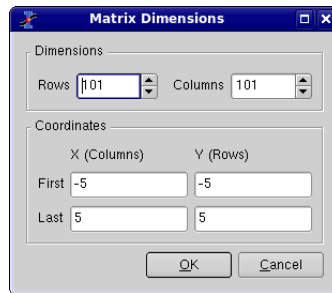 Matrix Dimensions
Dimensions
Rows 101 Columns 101
Coordinates
X (Columns) Y (Rows)
First -5 -5
Last 5 5
OK Cancel